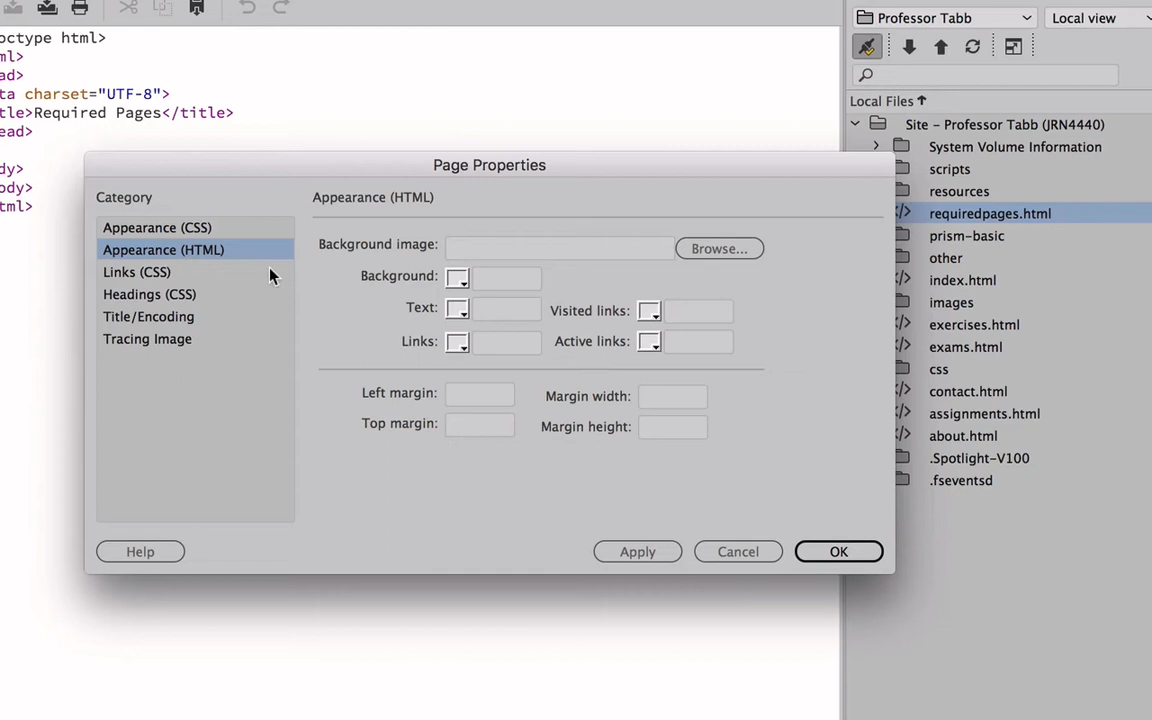 octype html>
ml>
ad>
ta charset="UTF-8">
tle>Required Pages</title>
ead>
dy>
ody>
tml>
Page Properties
Category
Appearance (CSS)
Appearance (HTML)
Links (CSS)
Headings (CSS)
Title/Encoding
Tracing Image
Appearance (HTML)
Background image:
Browse...
Background:
Text:
Visited links:
Links:
Active links:
Left margin:
Margin width:
Top margin:
Margin height:
Help
Apply
Cancel
OK
Professor Tabb
Local view
Local Files
Site – Professor Tabb (JRN4440)
System Volume Information
scripts
resources
requiredpages.html
prism-basic
other
index.html
images
exercises.html
exams.html
css
contact.html
assignments.html
about.html
.Spotlight-V100
.fseventsd